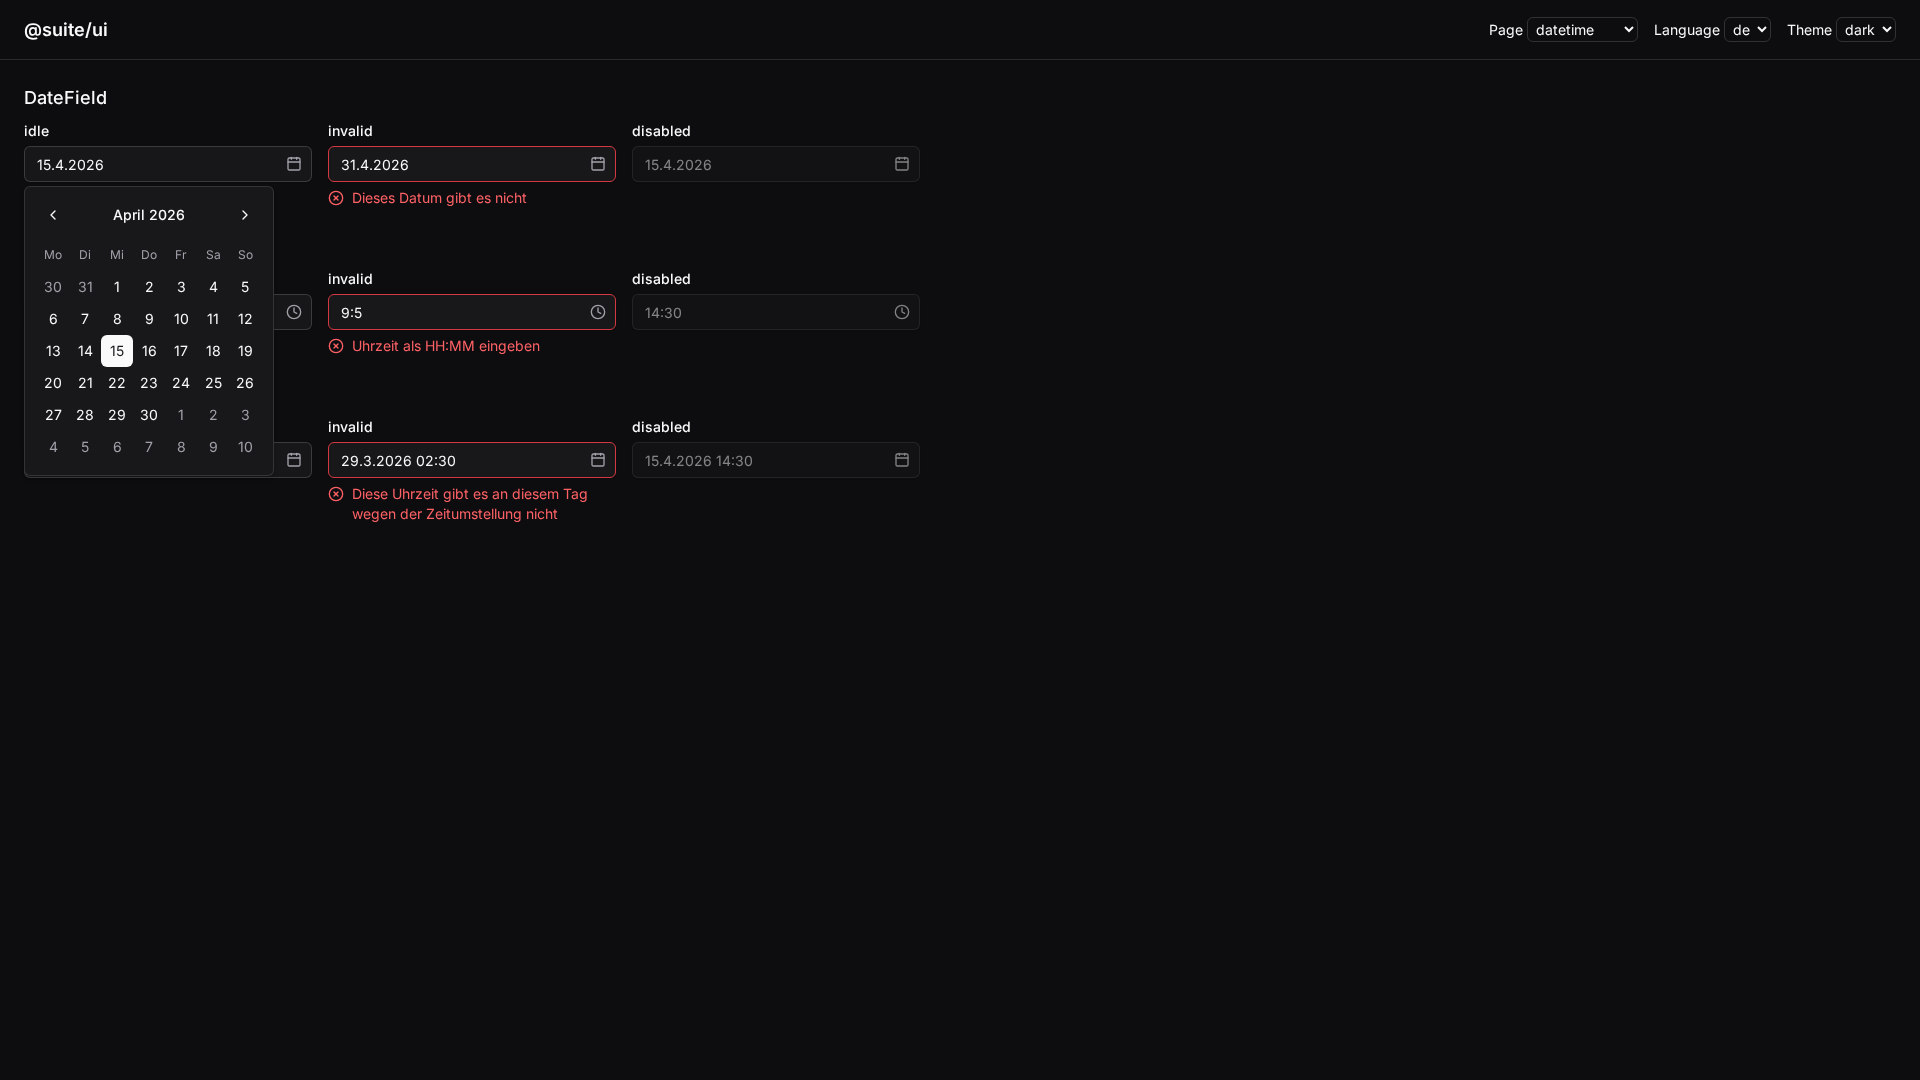 @suite/ui
Page datetime Language de Theme dark
DateField
idle invalid disabled
15.4.2026 31.4.2026 15.4.2026
Dieses Datum gibt es nicht
April 2026
Mo Di Mi Do Fr Sa So
30 31 1 2 3 4 5
6 7 8 9 10 11 12
13 14 15 16 17 18 19
20 21 22 23 24 25 26
27 28 29 30 1 2 3
4 5 6 7 8 9 10
invalid disabled
9:5 14:30
Uhrzeit als HH:MM eingeben
invalid disabled
29.3.2026 02:30 15.4.2026 14:30
Diese Uhrzeit gibt es an diesem Tag
wegen der Zeitumstellung nicht